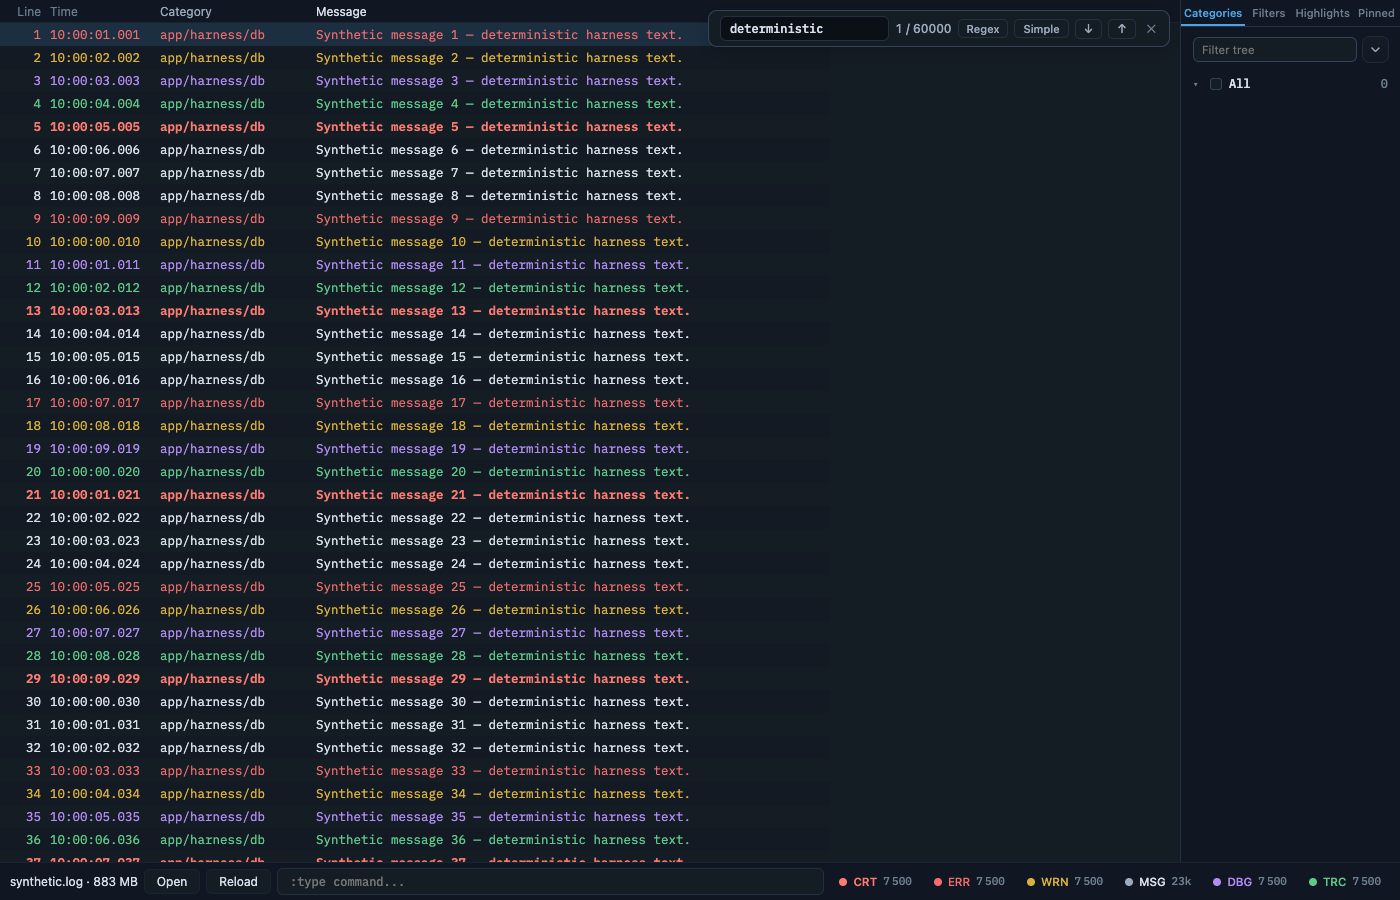 Line Time Category Message
deterministic 1 / 60000 Regex Simple ↓ ↑ ×
Categories Filters Highlights Pinned
Filter tree
All 0
1 10:00:01.001 app/harness/db Synthetic message 1 — deterministic harness text.
2 10:00:02.002 app/harness/db Synthetic message 2 — deterministic harness text.
3 10:00:03.003 app/harness/db Synthetic message 3 — deterministic harness text.
4 10:00:04.004 app/harness/db Synthetic message 4 — deterministic harness text.
5 10:00:05.005 app/harness/db Synthetic message 5 — deterministic harness text.
6 10:00:06.006 app/harness/db Synthetic message 6 — deterministic harness text.
7 10:00:07.007 app/harness/db Synthetic message 7 — deterministic harness text.
8 10:00:08.008 app/harness/db Synthetic message 8 — deterministic harness text.
9 10:00:09.009 app/harness/db Synthetic message 9 — deterministic harness text.
10 10:00:00.010 app/harness/db Synthetic message 10 — deterministic harness text.
11 10:00:01.011 app/harness/db Synthetic message 11 — deterministic harness text.
12 10:00:02.012 app/harness/db Synthetic message 12 — deterministic harness text.
13 10:00:03.013 app/harness/db Synthetic message 13 — deterministic harness text.
14 10:00:04.014 app/harness/db Synthetic message 14 — deterministic harness text.
15 10:00:05.015 app/harness/db Synthetic message 15 — deterministic harness text.
16 10:00:06.016 app/harness/db Synthetic message 16 — deterministic harness text.
17 10:00:07.017 app/harness/db Synthetic message 17 — deterministic harness text.
18 10:00:08.018 app/harness/db Synthetic message 18 — deterministic harness text.
19 10:00:09.019 app/harness/db Synthetic message 19 — deterministic harness text.
20 10:00:00.020 app/harness/db Synthetic message 20 — deterministic harness text.
21 10:00:01.021 app/harness/db Synthetic message 21 — deterministic harness text.
22 10:00:02.022 app/harness/db Synthetic message 22 — deterministic harness text.
23 10:00:03.023 app/harness/db Synthetic message 23 — deterministic harness text.
24 10:00:04.024 app/harness/db Synthetic message 24 — deterministic harness text.
25 10:00:05.025 app/harness/db Synthetic message 25 — deterministic harness text.
26 10:00:06.026 app/harness/db Synthetic message 26 — deterministic harness text.
27 10:00:07.027 app/harness/db Synthetic message 27 — deterministic harness text.
28 10:00:08.028 app/harness/db Synthetic message 28 — deterministic harness text.
29 10:00:09.029 app/harness/db Synthetic message 29 — deterministic harness text.
30 10:00:00.030 app/harness/db Synthetic message 30 — deterministic harness text.
31 10:00:01.031 app/harness/db Synthetic message 31 — deterministic harness text.
32 10:00:02.032 app/harness/db Synthetic message 32 — deterministic harness text.
33 10:00:03.033 app/harness/db Synthetic message 33 — deterministic harness text.
34 10:00:04.034 app/harness/db Synthetic message 34 — deterministic harness text.
35 10:00:05.035 app/harness/db Synthetic message 35 — deterministic harness text.
36 10:00:06.036 app/harness/db Synthetic message 36 — deterministic harness text.
37 10:00:07.037 app/harness/db Synthetic message 37 — deterministic harness text.
synthetic.log · 883 MB Open Reload :type command... CRT 7500 ERR 7500 WRN 7500 MSG 23k DBG 7500 TRC 7500